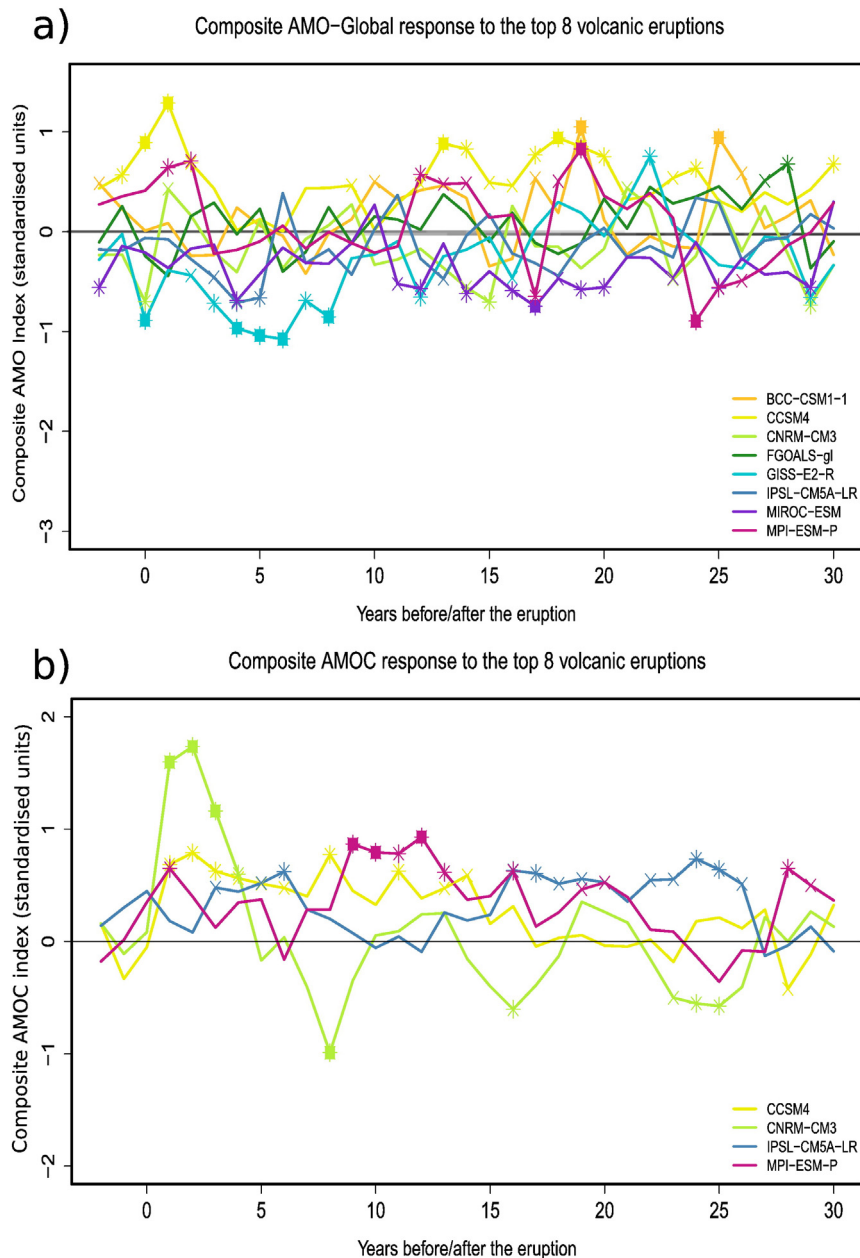 a)
Composite AMO−Global response to the top 8 volcanic eruptions
Composite AMO Index (standardised units)
1
0
−1
−2
−3
BCC−CSM1−1
CCSM4
CNRM−CM3
FGOALS−gl
GISS−E2−R
IPSL−CM5A−LR
MIROC−ESM
MPI−ESM−P
0 5 10 15 20 25 30
Years before/after the eruption
b)
Composite AMOC response to the top 8 volcanic eruptions
Composite AMOC index (standardised units)
2
1
0
−1
−2
CCSM4
CNRM−CM3
IPSL−CM5A−LR
MPI−ESM−P
0 5 10 15 20 25 30
Years before/after the eruption